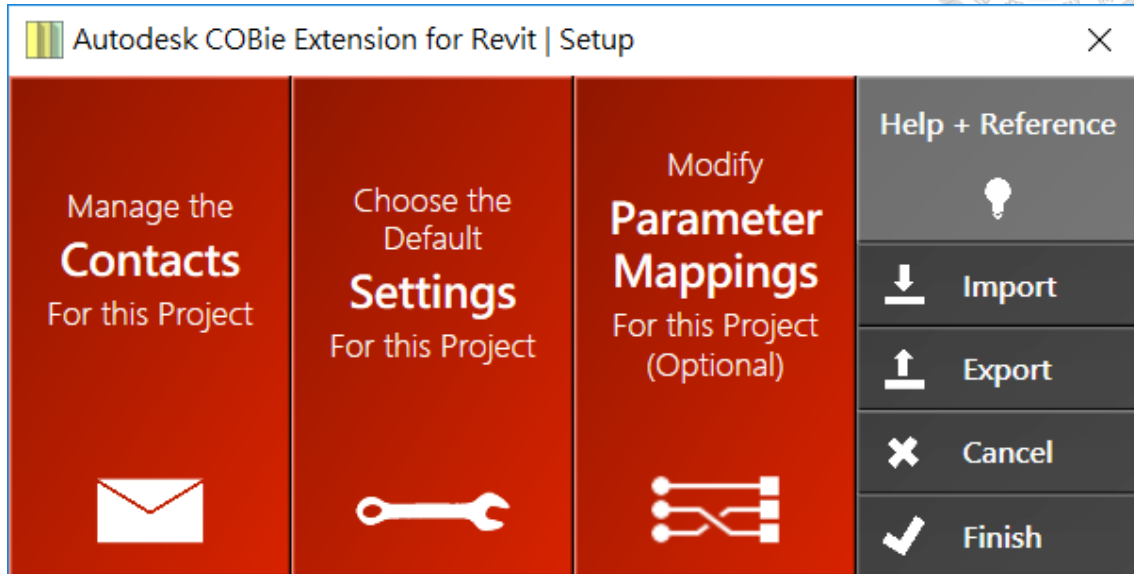 Autodesk COBie Extension for Revit | Setup
Manage the
Contacts
For this Project
Choose the
Default
Settings
For this Project
Modify
Parameter
Mappings
For this Project
(Optional)
Help + Reference
Import
Export
Cancel
Finish